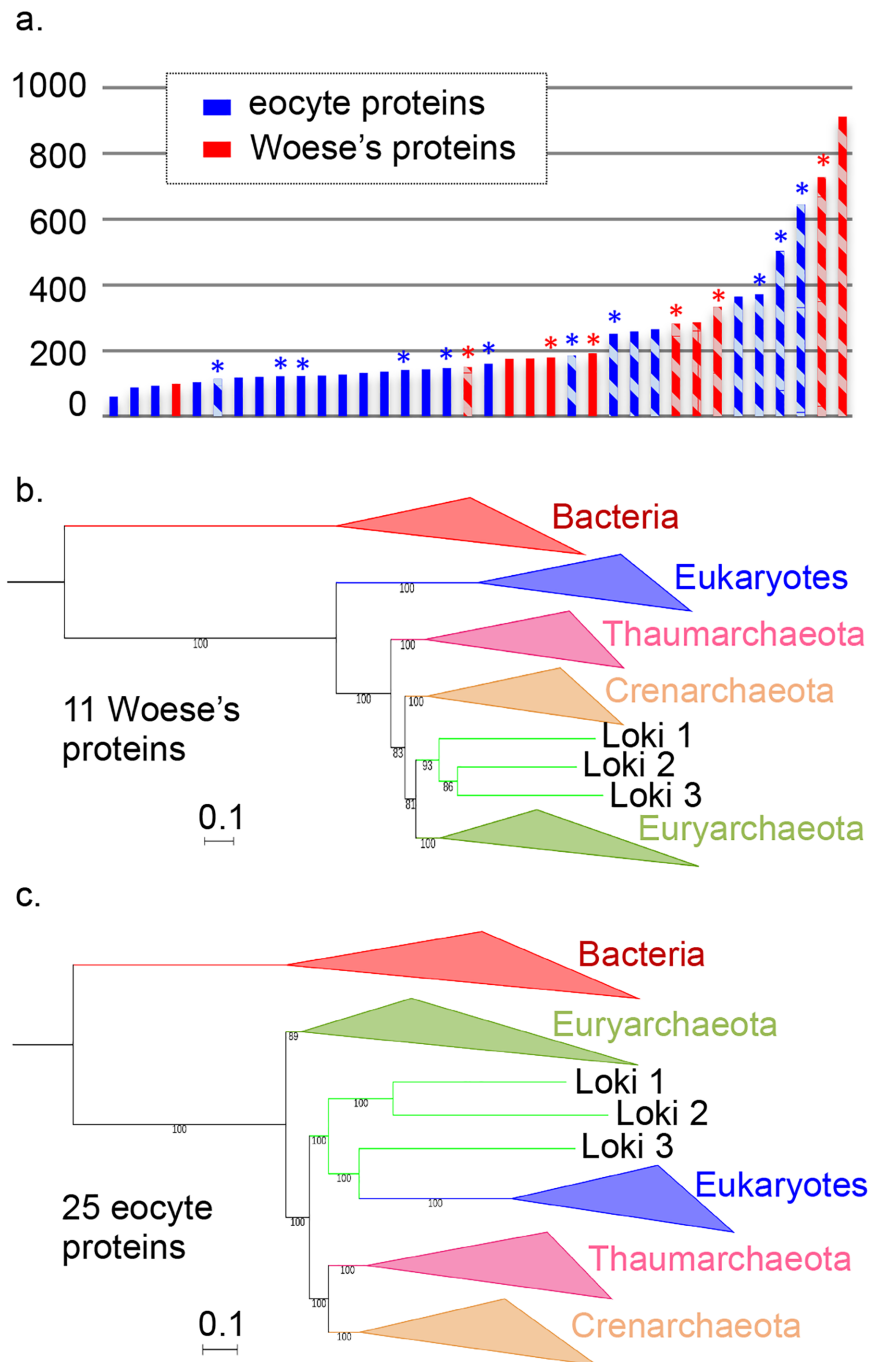 a.
1000
800
600
400
200
0
eocyte proteins
Woese's proteins
* * * * * * * * * * * * * * * * *
b.
Bacteria
Eukaryotes
100
Thaumarchaeota
100
100
Crenarchaeota
100
100
11 Woese's
proteins
Loki 1
83
93
Loki 2
86
Loki 3
81
0.1
Euryarchaeota
100
c.
Bacteria
Euryarchaeota
89
Loki 1
100
Loki 2
100
100
Loki 3
100
Eukaryotes
100
25 eocyte
proteins
100
Thaumarchaeota
100
100
Crenarchaeota
100
0.1